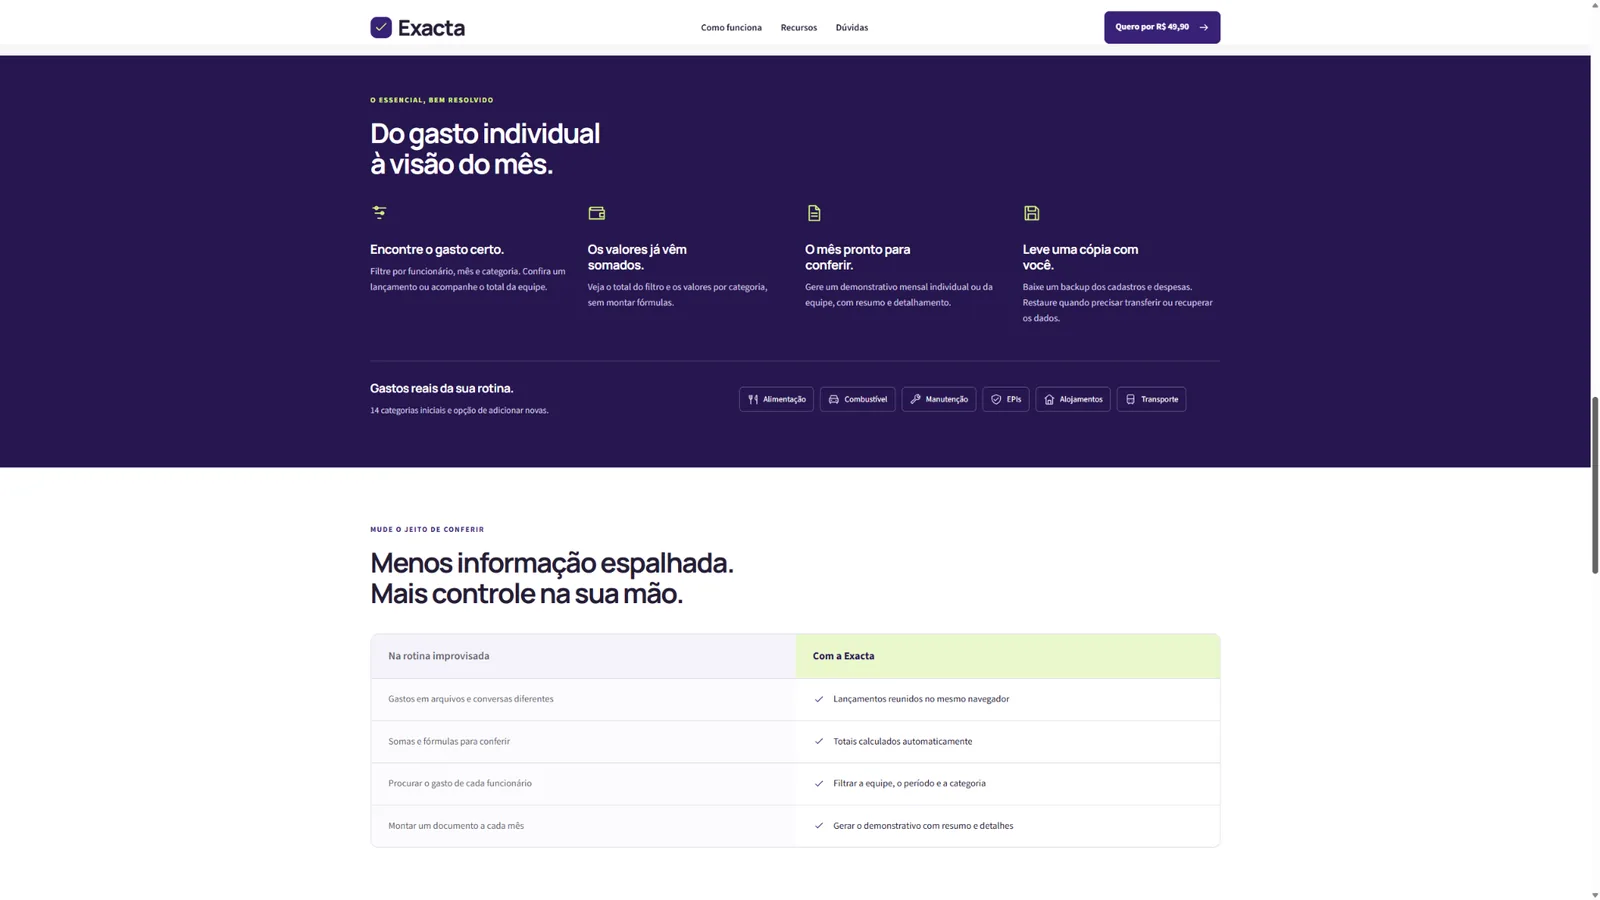 Exacta
Como funciona
Recursos
Dúvidas
Quero por R$ 49,90
O ESSENCIAL, BEM RESOLVIDO
Do gasto individual
à visão do mês.
Encontre o gasto certo.
Filtre por funcionário, mês e categoria. Confira um
lançamento ou acompanhe o total da equipe.
Os valores já vêm
somados.
Veja o total do filtro e os valores por categoria,
sem montar fórmulas.
O mês pronto para
conferir.
Gere um demonstrativo mensal individual ou da
equipe, com resumo e detalhamento.
Leve uma cópia com
você.
Baixe um backup dos cadastros e despesas.
Restaure quando precisar transferir ou recuperar
os dados.
Gastos reais da sua rotina.
14 categorias iniciais e opção de adicionar novas.
Alimentação
Combustível
Manutenção
EPIs
Alojamentos
Transporte
MUDE O JEITO DE CONFERIR
Menos informação espalhada.
Mais controle na sua mão.
Na rotina improvisada
Com a Exacta
Gastos em arquivos e conversas diferentes
Lançamentos reunidos no mesmo navegador
Somas e fórmulas para conferir
Totais calculados automaticamente
Procurar o gasto de cada funcionário
Filtrar a equipe, o período e a categoria
Montar um documento a cada mês
Gerar o demonstrativo com resumo e detalhes